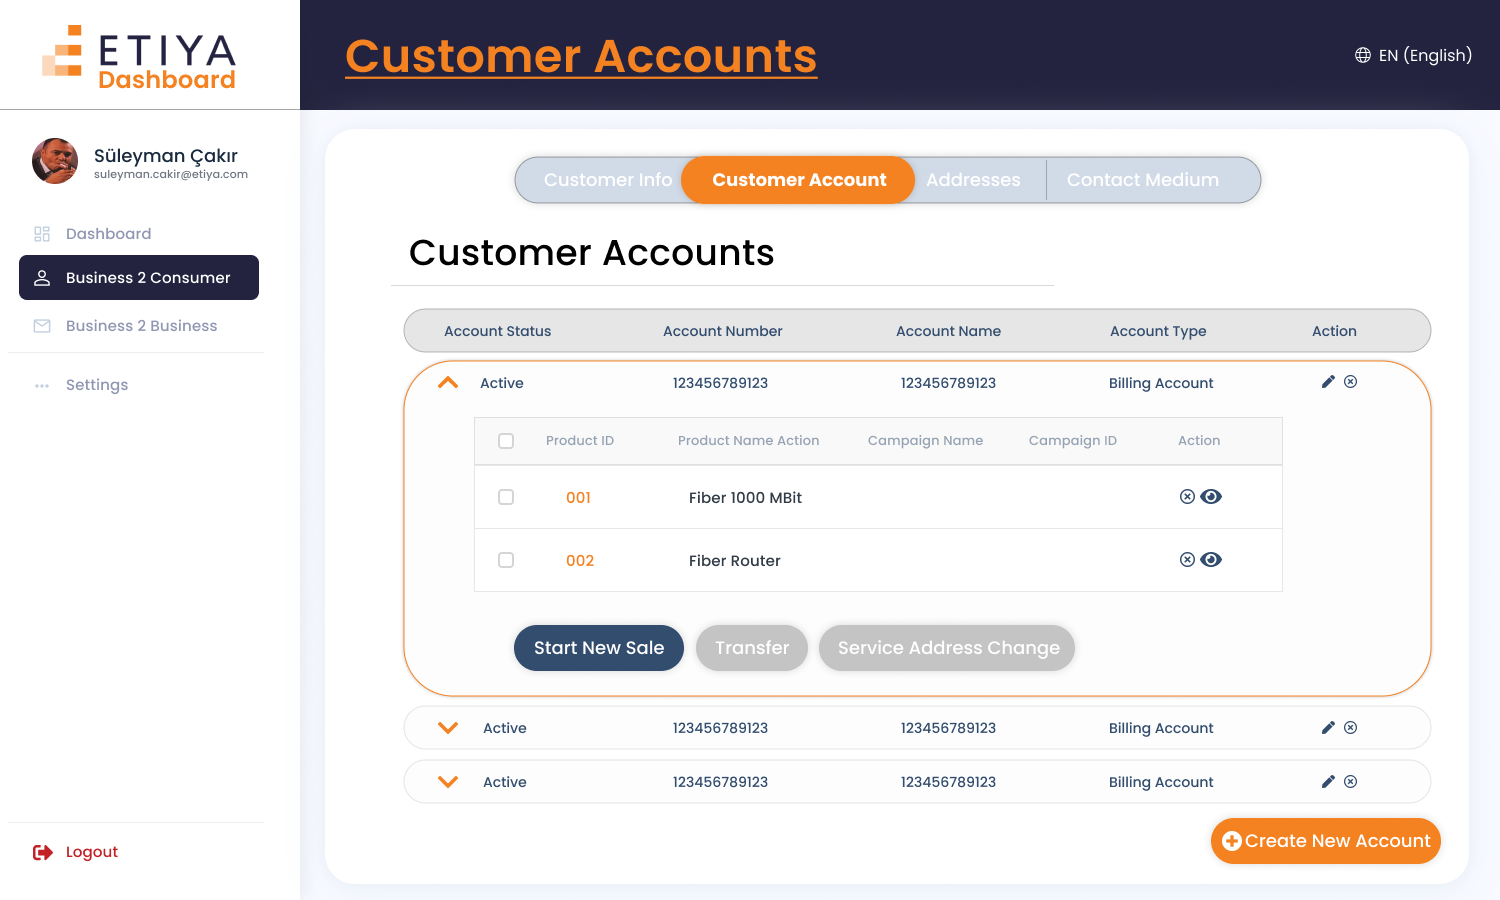 ETIYA
Dashboard
Customer Accounts
EN (English)
Süleyman Çakır
suleyman.cakir@etiya.com
Dashboard
Business 2 Consumer
Business 2 Business
Settings
Logout
Customer Info Customer Account Addresses Contact Medium
Customer Accounts
Account Status Account Number Account Name Account Type Action
Active 123456789123 123456789123 Billing Account
Product ID Product Name Action Campaign Name Campaign ID Action
001 Fiber 1000 MBit
002 Fiber Router
Start New Sale Transfer Service Address Change
Active 123456789123 123456789123 Billing Account
Active 123456789123 123456789123 Billing Account
Create New Account